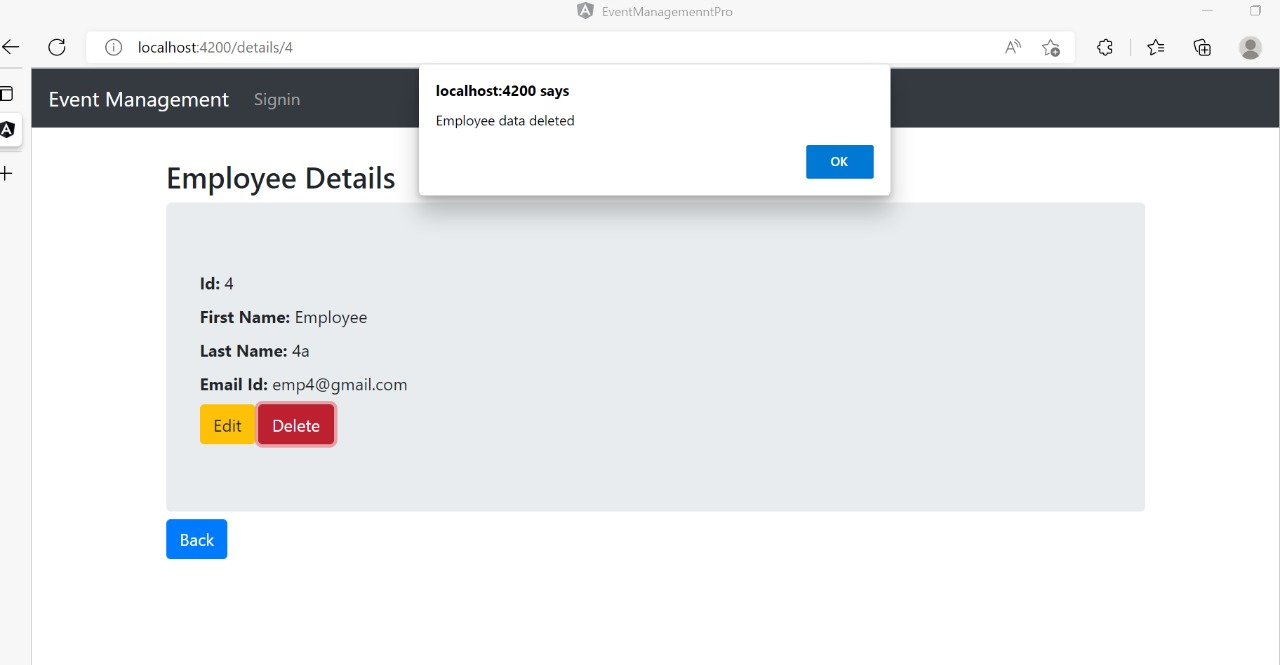 EventManagemenntPro
localhost:4200/details/4
Event Management Signin
localhost:4200 says
Employee data deleted
OK
Employee Details
Id: 4
First Name: Employee
Last Name: 4a
Email Id: emp4@gmail.com
Edit Delete
Back